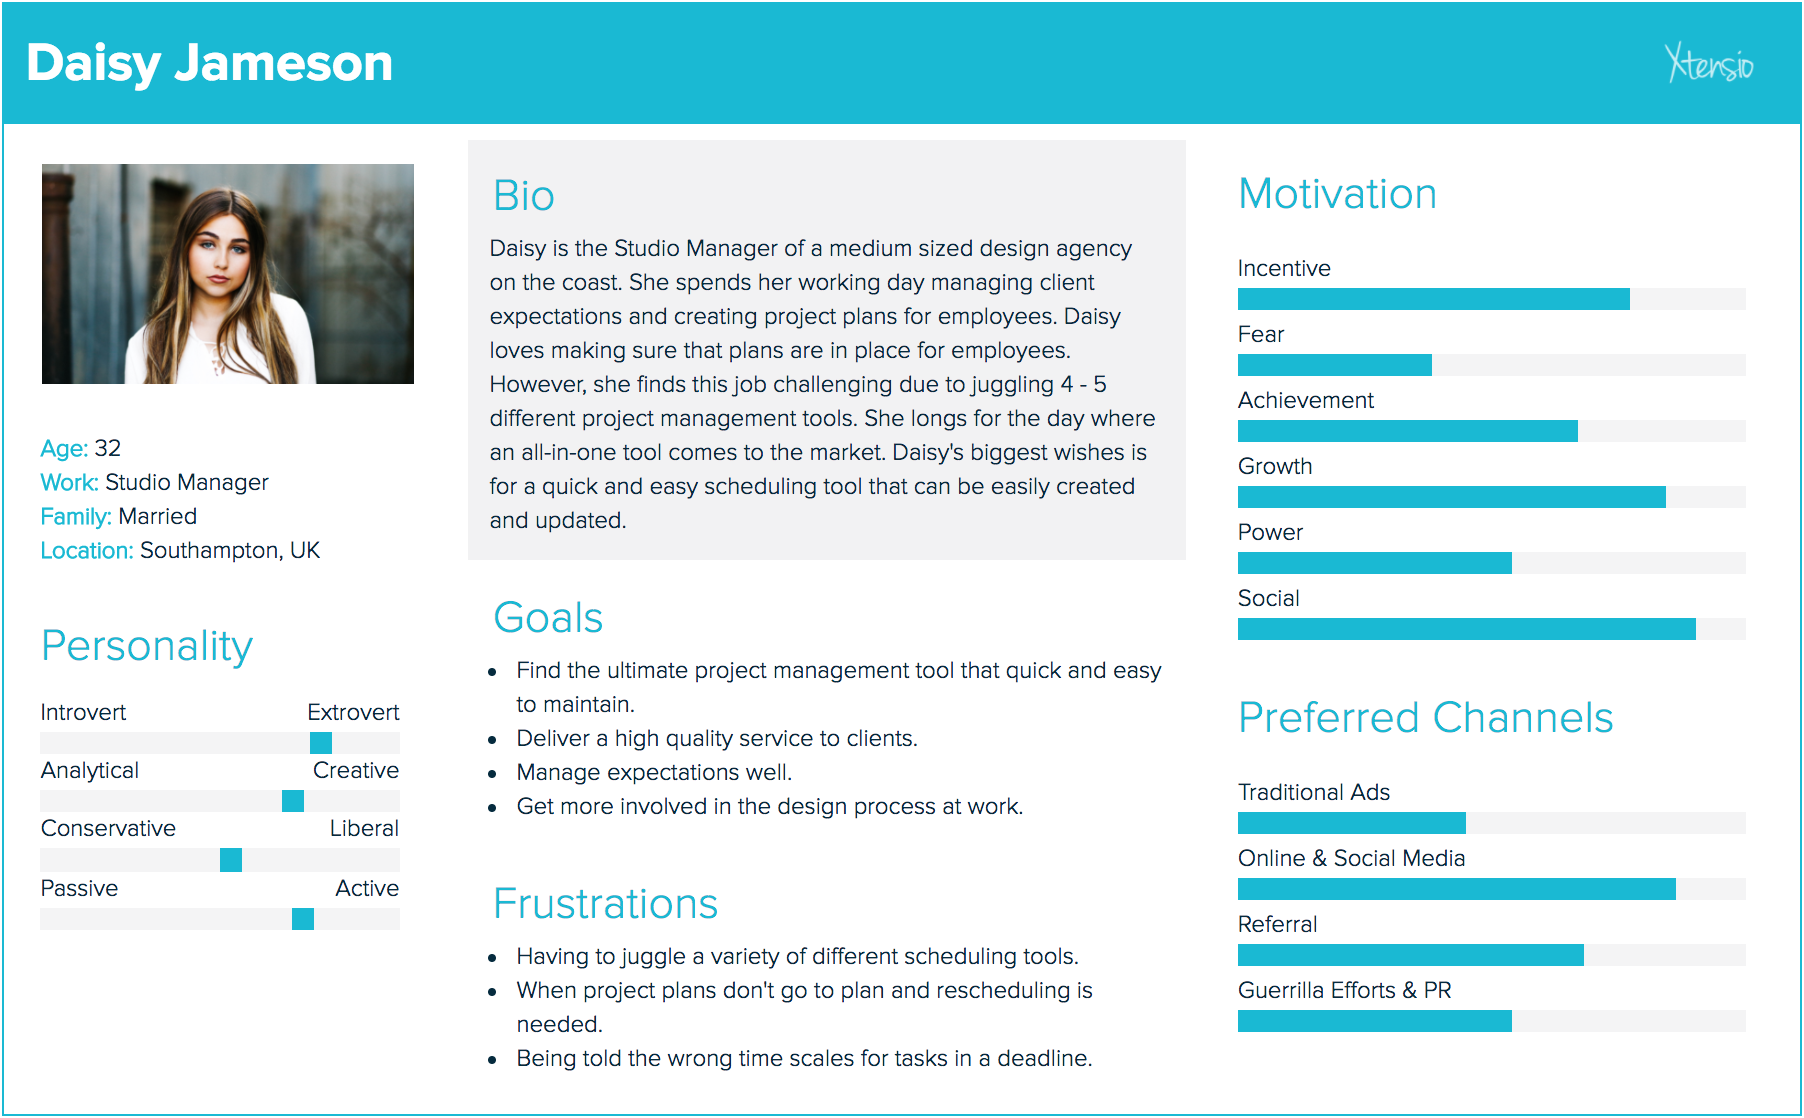 Daisy Jameson
Xtensio
Age: 32
Work: Studio Manager
Family: Married
Location: Southampton, UK
Personality
Introvert Extrovert
Analytical Creative
Conservative Liberal
Passive Active
Bio
Daisy is the Studio Manager of a medium sized design agency
on the coast. She spends her working day managing client
expectations and creating project plans for employees. Daisy
loves making sure that plans are in place for employees.
However, she finds this job challenging due to juggling 4 - 5
different project management tools. She longs for the day where
an all-in-one tool comes to the market. Daisy's biggest wishes is
for a quick and easy scheduling tool that can be easily created
and updated.
Goals
• Find the ultimate project management tool that quick and easy
to maintain.
• Deliver a high quality service to clients.
• Manage expectations well.
• Get more involved in the design process at work.
Frustrations
• Having to juggle a variety of different scheduling tools.
• When project plans don't go to plan and rescheduling is
needed.
• Being told the wrong time scales for tasks in a deadline.
Motivation
Incentive
Fear
Achievement
Growth
Power
Social
Preferred Channels
Traditional Ads
Online & Social Media
Referral
Guerrilla Efforts & PR